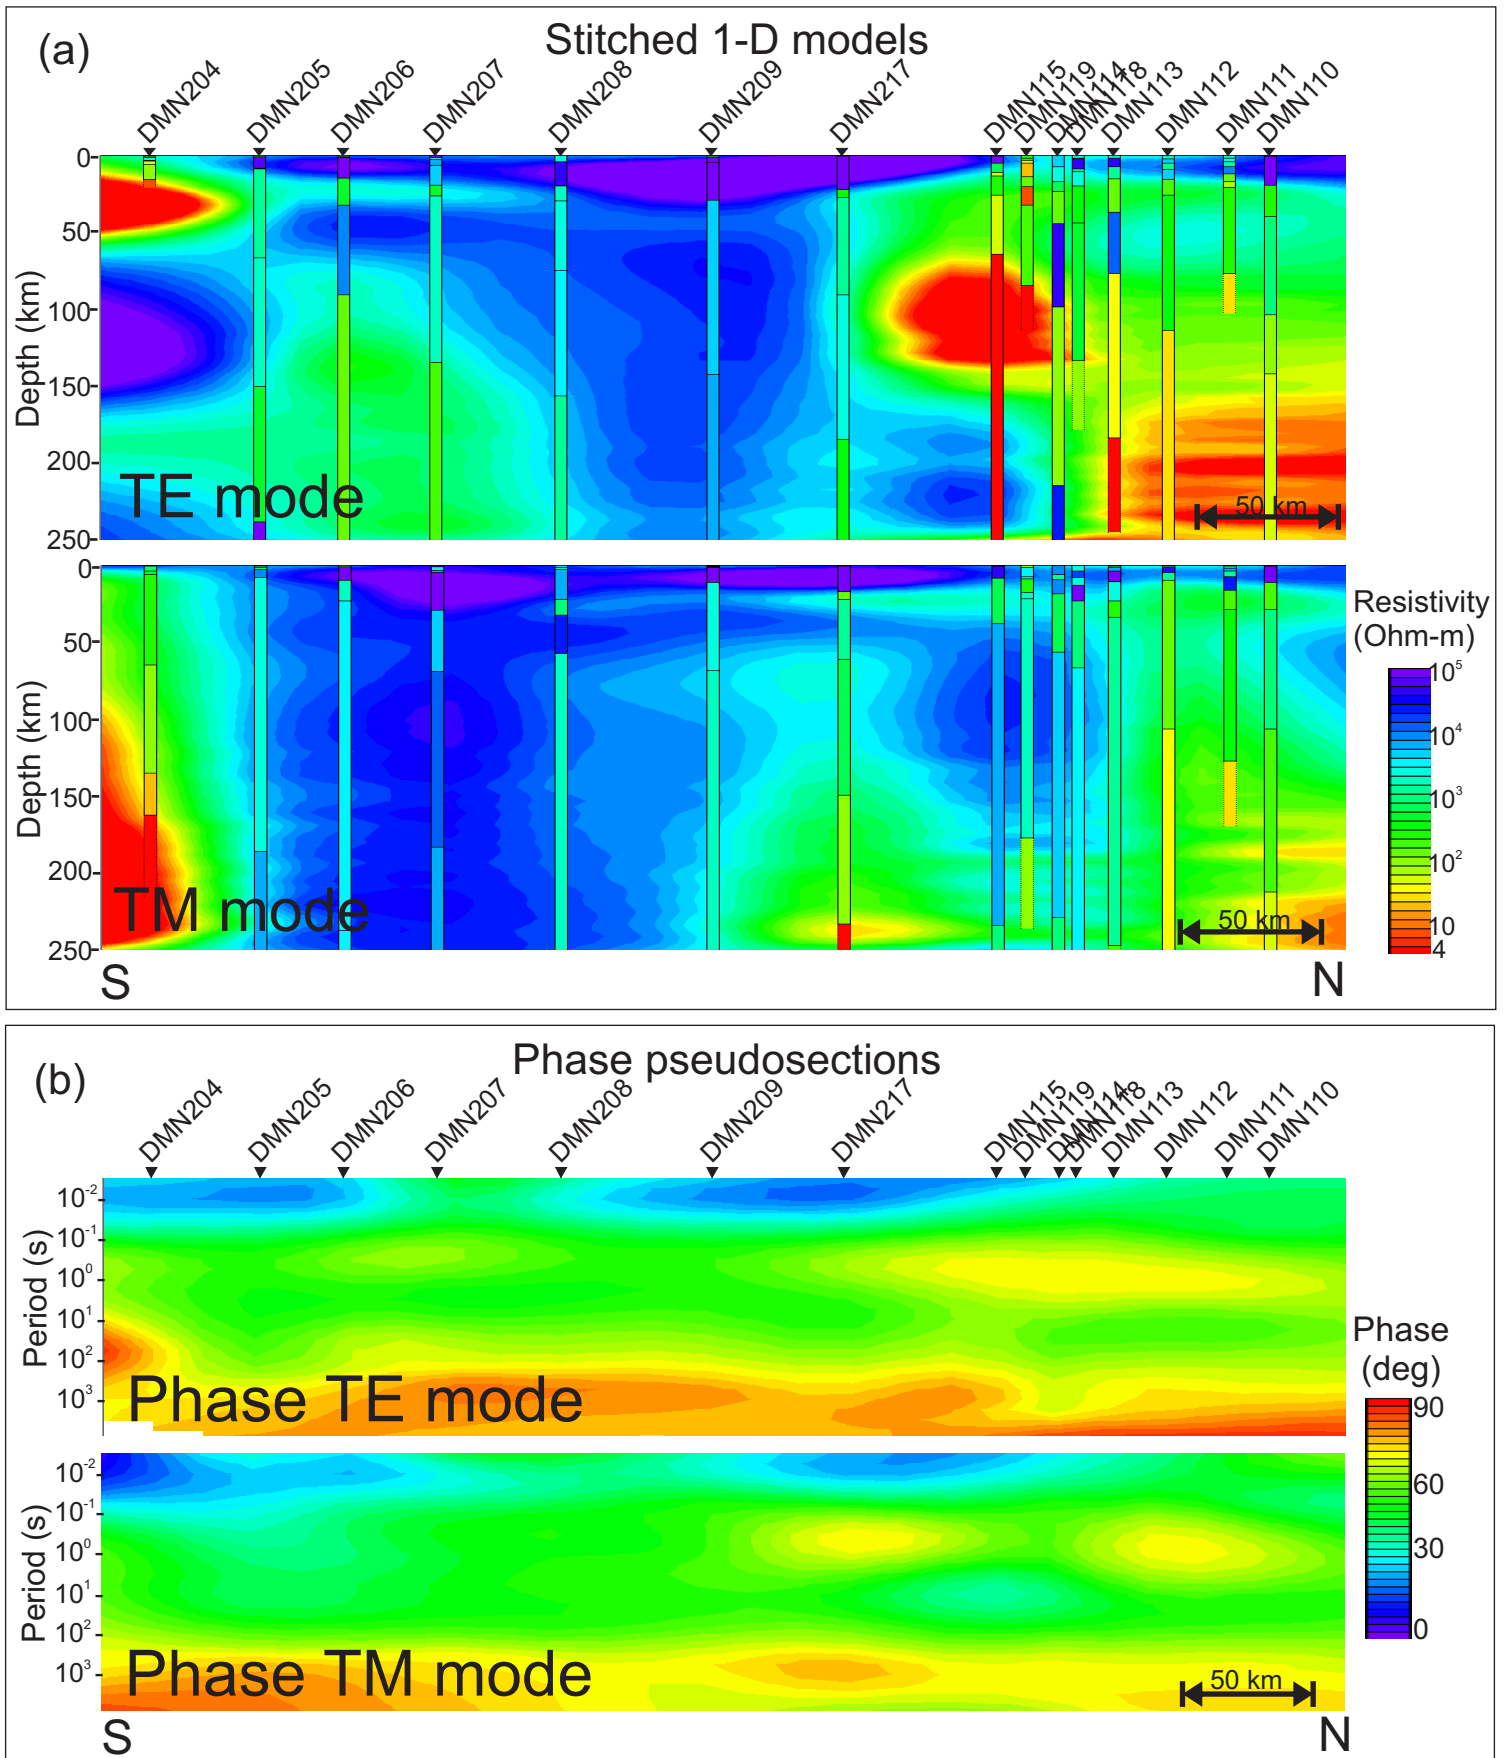 (a)
Stitched 1-D models
DMN204
DMN205
DMN206
DMN207
DMN208
DMN209
DMN217
DMN115
DMN119
DMN114
DMN118
DMN113
DMN112
DMN111
DMN110
0
50
100
150
200
250
Depth (km)
TE mode
50 km
0
50
100
150
200
250
Depth (km)
TM mode
50 km
S
N
Resistivity
(Ohm-m)
10⁵
10⁴
10³
10²
10
4
(b)
Phase pseudosections
DMN204
DMN205
DMN206
DMN207
DMN208
DMN209
DMN217
DMN115
DMN119
DMN114
DMN118
DMN113
DMN112
DMN111
DMN110
10⁻²
10⁻¹
10⁰
10¹
10²
10³
Period (s)
Phase TE mode
10⁻²
10⁻¹
10⁰
10¹
10²
10³
Period (s)
Phase TM mode
50 km
S
N
Phase
(deg)
90
60
30
0